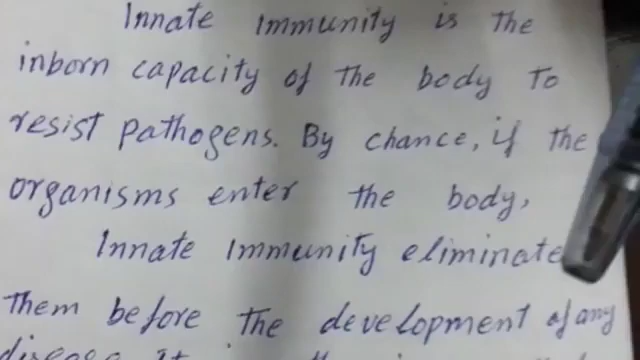 Innate Immunity is the
inborn capacity of the body to
resist pathogens. By chance, if the
organisms enter the body,
Innate Immunity eliminate
them before the development of any